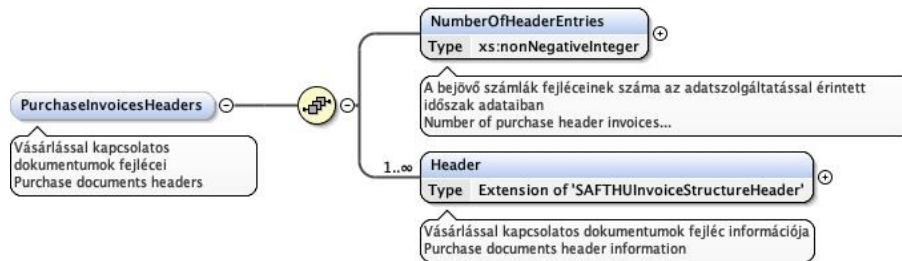 NumberOfHeaderEntries
Type xs:nonNegativeInteger
A bejövő számlák fejléceinek száma az adatszolgáltatással érintett
időszak adataiban
Number of purchase header invoices...
PurchaseInvoicesHeaders
Vásárlással kapcsolatos
dokumentumok fejlécei
Purchase documents headers
1..∞
Header
Type Extension of 'SAFTHUInvoiceStructureHeader'
Vásárlással kapcsolatos dokumentumok fejléc információja
Purchase documents header information